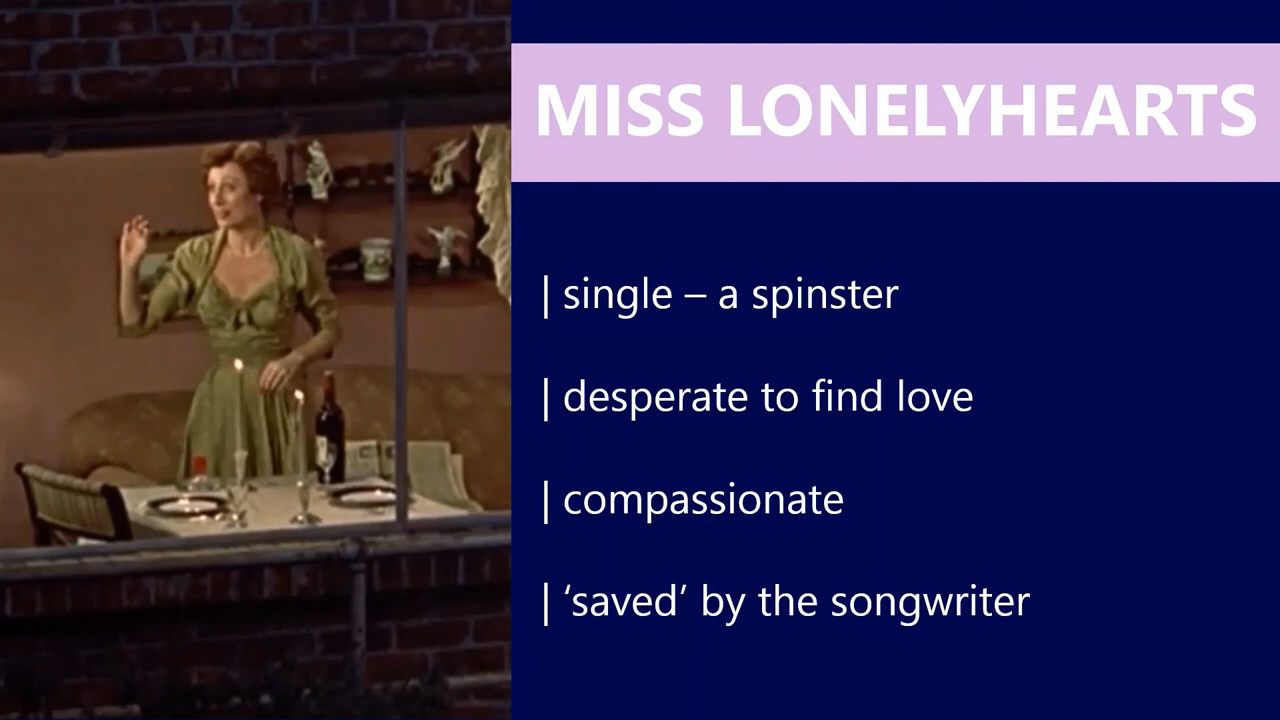 MISS LONELYHEARTS
| single – a spinster
| desperate to find love
| compassionate
| ‘saved’ by the songwriter